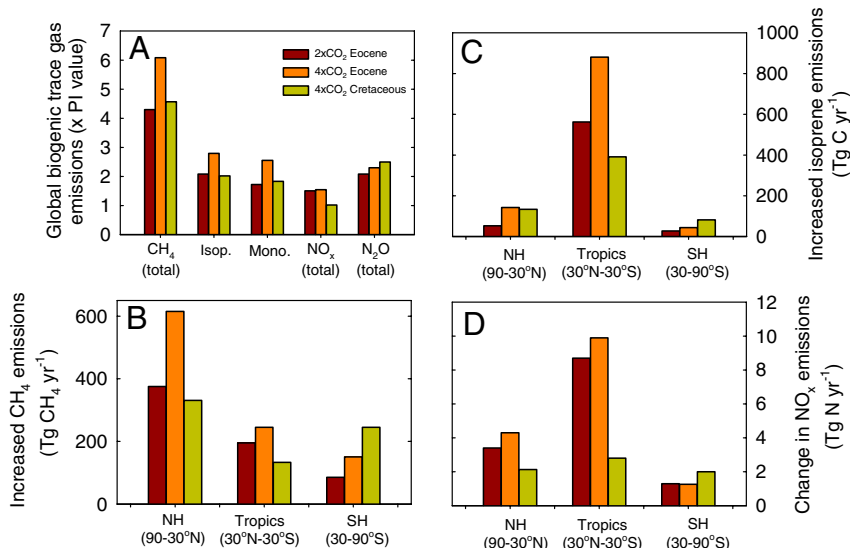 A
Global biogenic trace gas
emissions (x PI value)
7
6
5
4
3
2
1
0
2xCO₂ Eocene
4xCO₂ Eocene
4xCO₂ Cretaceous
CH₄ Isop. Mono. NOₓ N₂O
(total) (total) (total)
C
Increased isoprene emissions
(Tg C yr⁻¹)
1000
800
600
400
200
0
NH Tropics SH
(90-30°N) (30°N-30°S) (30-90°S)
B
Increased CH₄ emissions
(Tg CH₄ yr⁻¹)
600
400
200
0
NH Tropics SH
(90-30°N) (30°N-30°S) (30-90°S)
D
Change in NOₓ emissions
(Tg N yr⁻¹)
12
10
8
6
4
2
0
NH Tropics SH
(90-30°N) (30°N-30°S) (30-90°S)